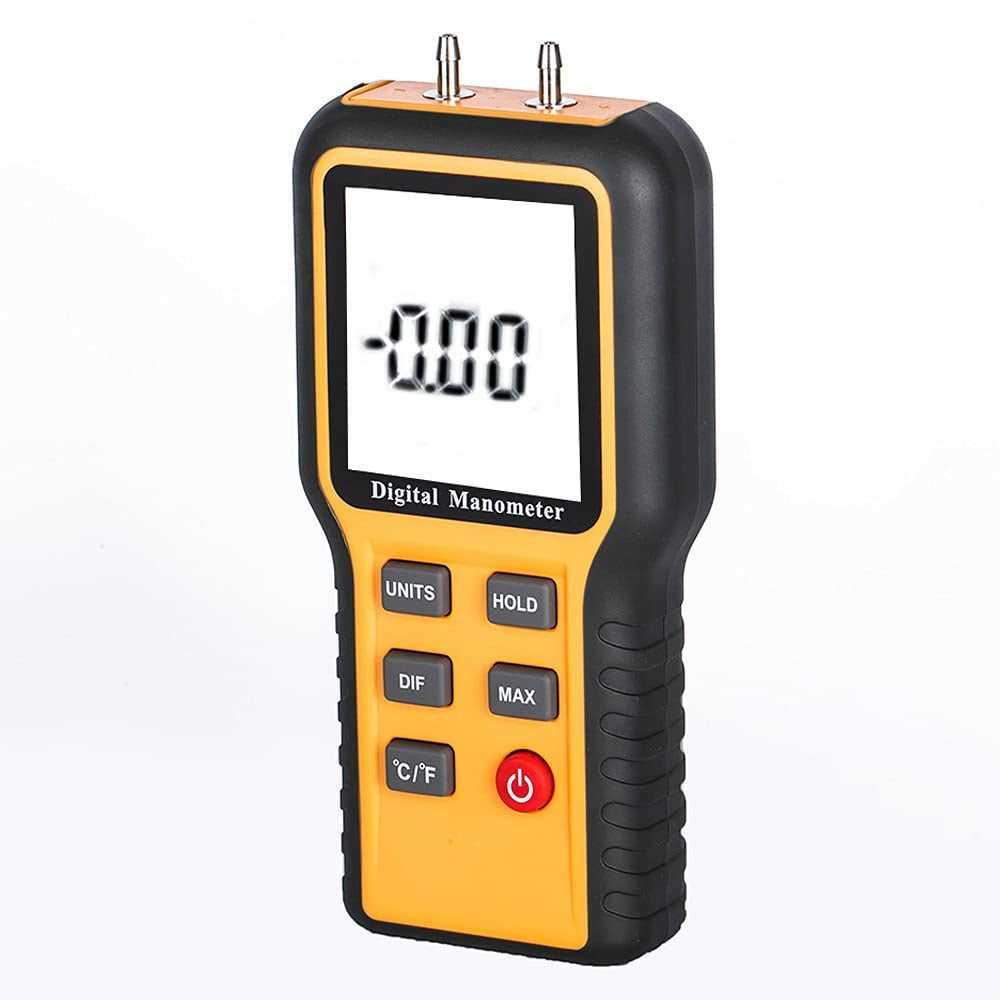 -0.00
Digital Manometer
UNITS HOLD
DIF MAX
°C/°F